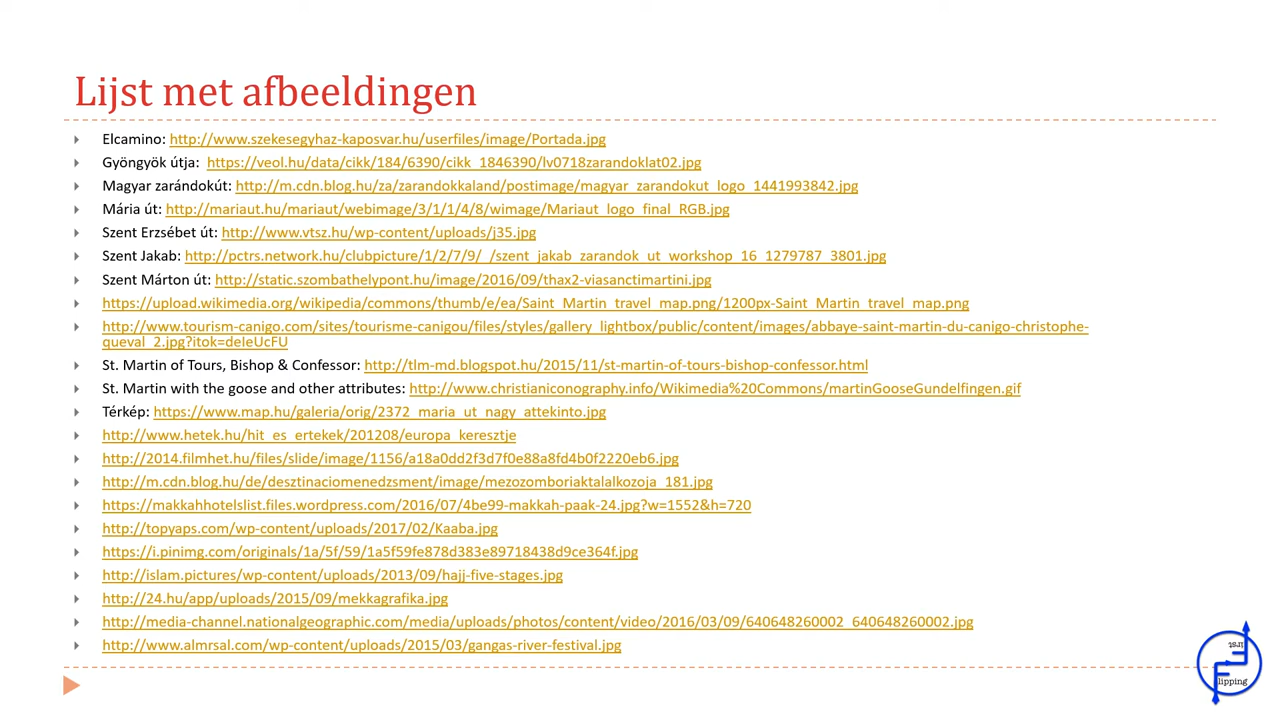 Lijst met afbeeldingen
Elcamino: http://www.szekesegyhaz-kaposvar.hu/userfiles/image/Portada.jpg
Gyöngyök útja: https://veol.hu/data/cikk/184/6390/cikk_1846390/lv0718zarandoklat02.jpg
Magyar zarándokút: http://m.cdn.blog.hu/za/zarandokkaland/postimage/magyar_zarandokut_logo_1441993842.jpg
Mária út: http://mariaut.hu/mariaut/webimage/3/1/1/4/8/wimage/Mariaut_logo_final_RGB.jpg
Szent Erzsébet út: http://www.vtsz.hu/wp-content/uploads/j35.jpg
Szent Jakab: http://pctrs.network.hu/clubpicture/1/2/7/9/_/szent_jakab_zarandok_ut_workshop_16_1279787_3801.jpg
Szent Márton út: http://static.szombathelypont.hu/image/2016/09/thax2-viasanctimartini.jpg
https://upload.wikimedia.org/wikipedia/commons/thumb/e/ea/Saint_Martin_travel_map.png/1200px-Saint_Martin_travel_map.png
http://www.tourism-canigo.com/sites/tourisme-canigou/files/styles/gallery_lightbox/public/content/images/abbaye-saint-martin-du-canigo-christophe-
queval_2.jpg?itok=deIeUcFU
St. Martin of Tours, Bishop & Confessor: http://tlm-md.blogspot.hu/2015/11/st-martin-of-tours-bishop-confessor.html
St. Martin with the goose and other attributes: http://www.christianiconography.info/Wikimedia%20Commons/martinGooseGundelfingen.gif
Térkép: https://www.map.hu/galeria/orig/2372_maria_ut_nagy_attekinto.jpg
http://www.hetek.hu/hit_es_ertekek/201208/europa_keresztje
http://2014.filmhet.hu/files/slide/image/1156/a18a0dd2f3d7f0e88a8fd4b0f2220eb6.jpg
http://m.cdn.blog.hu/de/desztinaciomenedzsment/image/mezozomboriaktalalkozoja_181.jpg
https://makkahhotelslist.files.wordpress.com/2016/07/4be99-makkah-paak-24.jpg?w=1552&h=720
http://topyaps.com/wp-content/uploads/2017/02/Kaaba.jpg
https://i.pinimg.com/originals/1a/5f/59/1a5f59fe878d383e89718438d9ce364f.jpg
http://islam.pictures/wp-content/uploads/2013/09/hajj-five-stages.jpg
http://24.hu/app/uploads/2015/09/mekkagrafika.jpg
http://media-channel.nationalgeographic.com/media/uploads/photos/content/video/2016/03/09/640648260002_640648260002.jpg
http://www.almrsal.com/wp-content/uploads/2015/03/gangas-river-festival.jpg
irst
Flipping